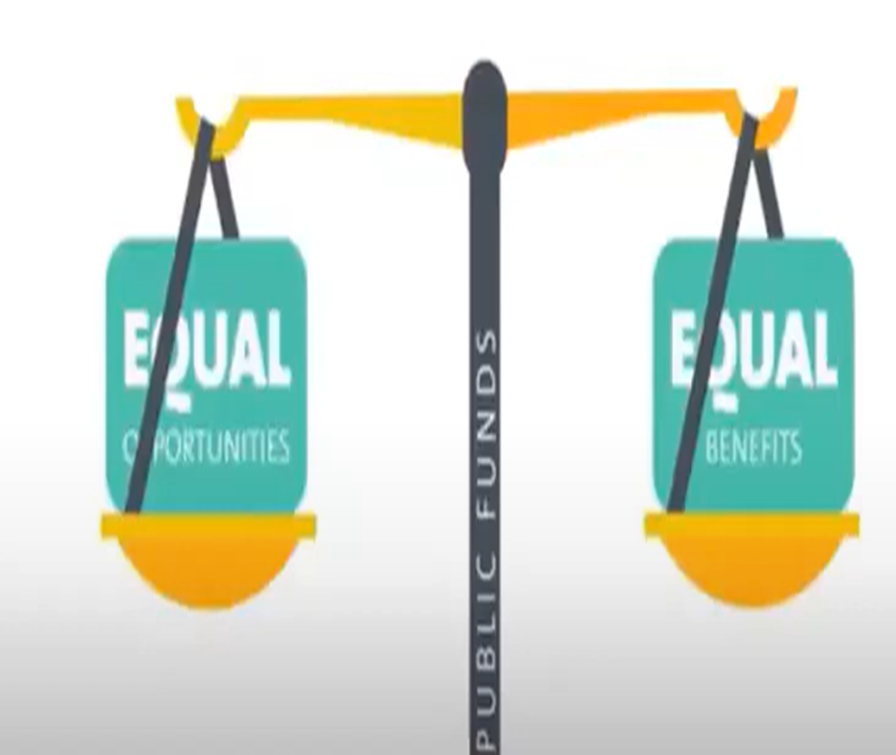 EQUAL
OPPORTUNITIES
PUBLIC FUNDS
EQUAL
BENEFITS